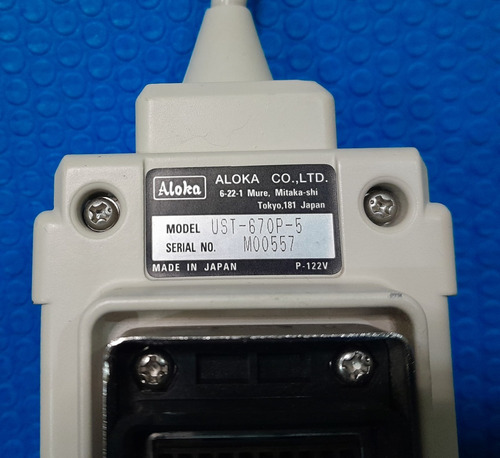 Aloka ALOKA CO.,LTD.
6-22-1 Mure, Mitaka-shi
Tokyo,181 Japan
MODEL UST-670P-5
SERIAL NO. M00557
MADE IN JAPAN P-122V